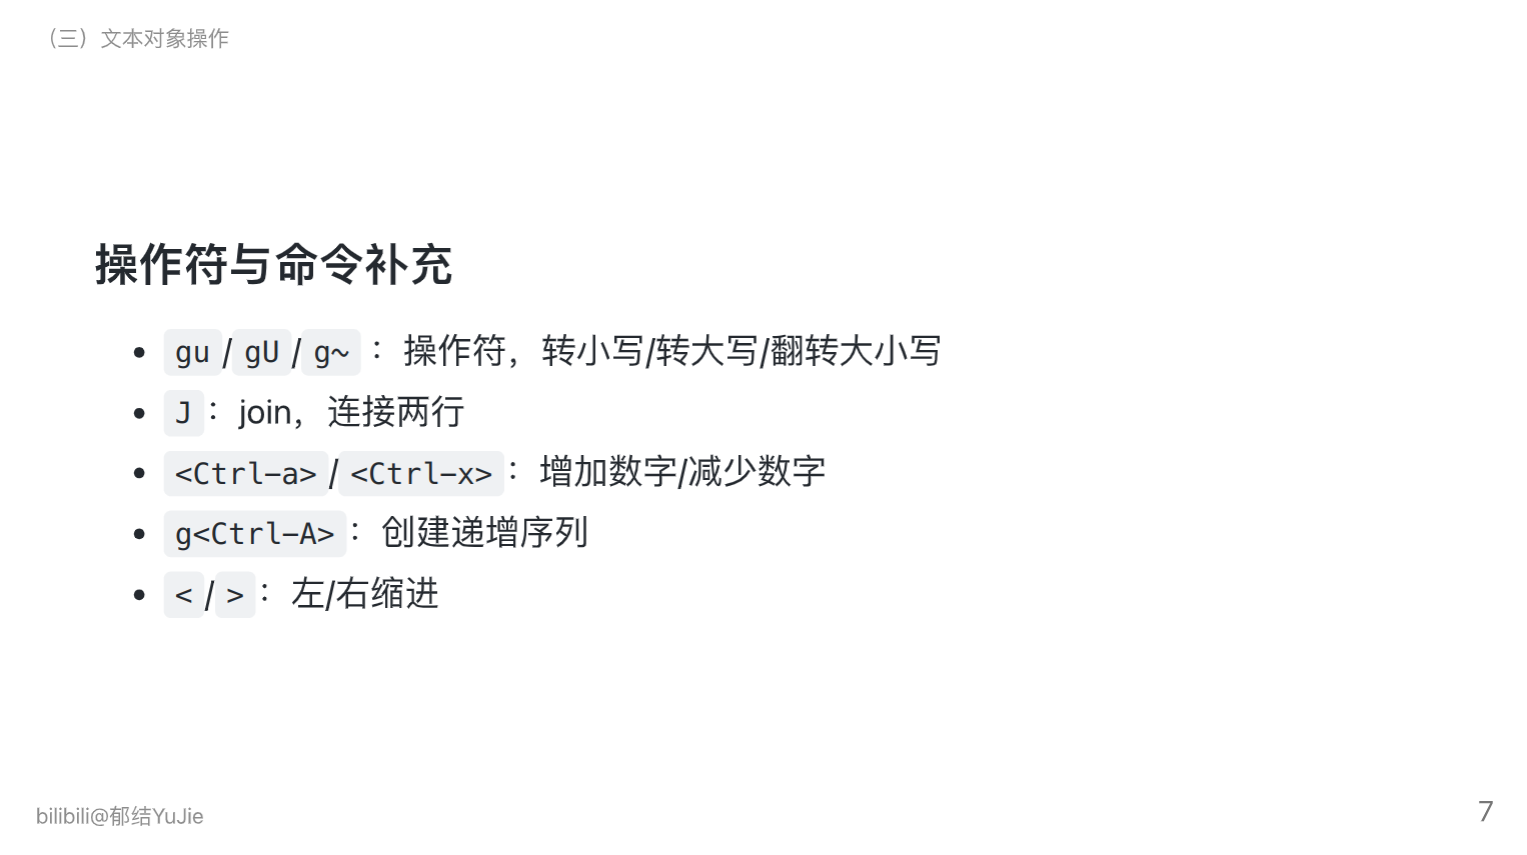 （三）文本对象操作
操作符与命令补充
• gu / gU / g~ ：操作符，转小写/转大写/翻转大小写
• J ：join，连接两行
• <Ctrl-a> / <Ctrl-x> ：增加数字/减少数字
• g<Ctrl-A> ：创建递增序列
• < / > ：左/右缩进
bilibili@郁结YuJie
7